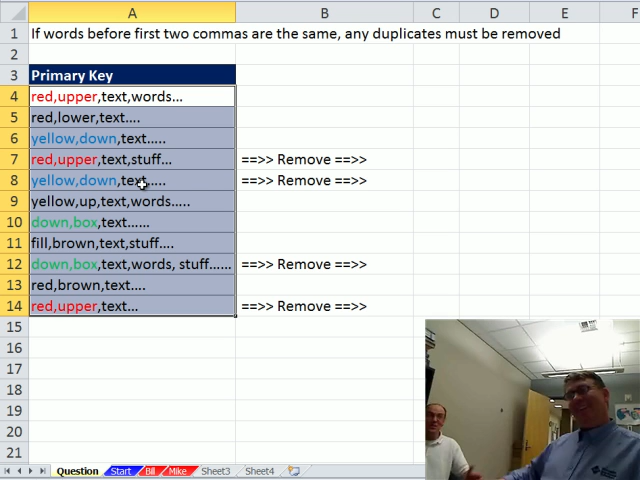 A B C D E F
1 If words before first two commas are the same, any duplicates must be removed
2
3 Primary Key
4 red,upper,text,words...
5 red,lower,text....
6 yellow,down,text.....
7 red,upper,text,stuff... ==>> Remove ==>>
8 yellow,down,text..... ==>> Remove ==>>
9 yellow,up,text,words.....
10 down,box,text......
11 fill,brown,text,stuff....
12 down,box,text,words, stuff...... ==>> Remove ==>>
13 red,brown,text....
14 red,upper,text... ==>> Remove ==>>
15
16
17
18
19
20
21
Question Start Bill Mike Sheet3 Sheet4